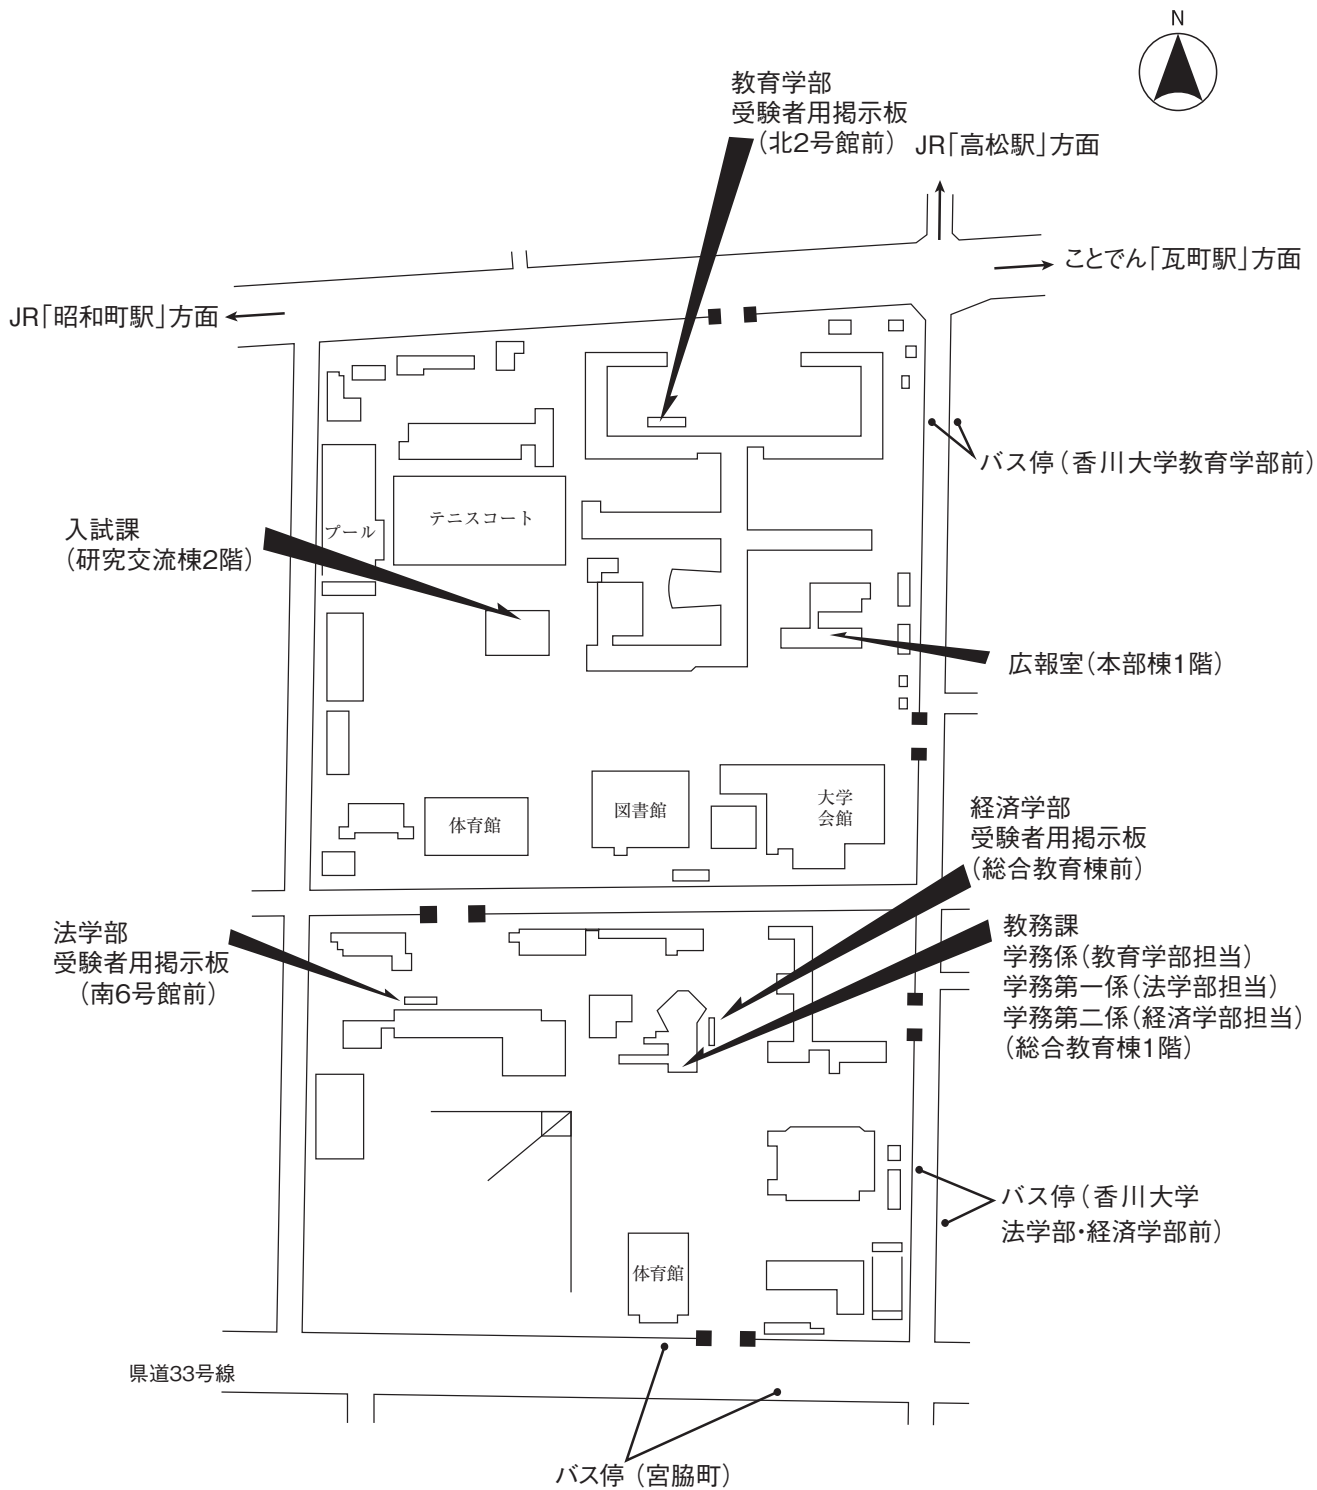 N
教育学部
受験者用掲示板
（北2号館前）
JR「高松駅」方面
ことでん「瓦町駅」方面
JR「昭和町駅」方面
バス停（香川大学教育学部前）
入試課
（研究交流棟2階）
プール
テニスコート
広報室（本部棟1階）
体育館
図書館
大学
会館
経済学部
受験者用掲示板
（総合教育棟前）
法学部
受験者用掲示板
（南6号館前）
教務課
学務係（教育学部担当）
学務第一係（法学部担当）
学務第二係（経済学部担当）
（総合教育棟1階）
バス停（香川大学
法学部・経済学部前）
体育館
県道33号線
バス停（宮脇町）